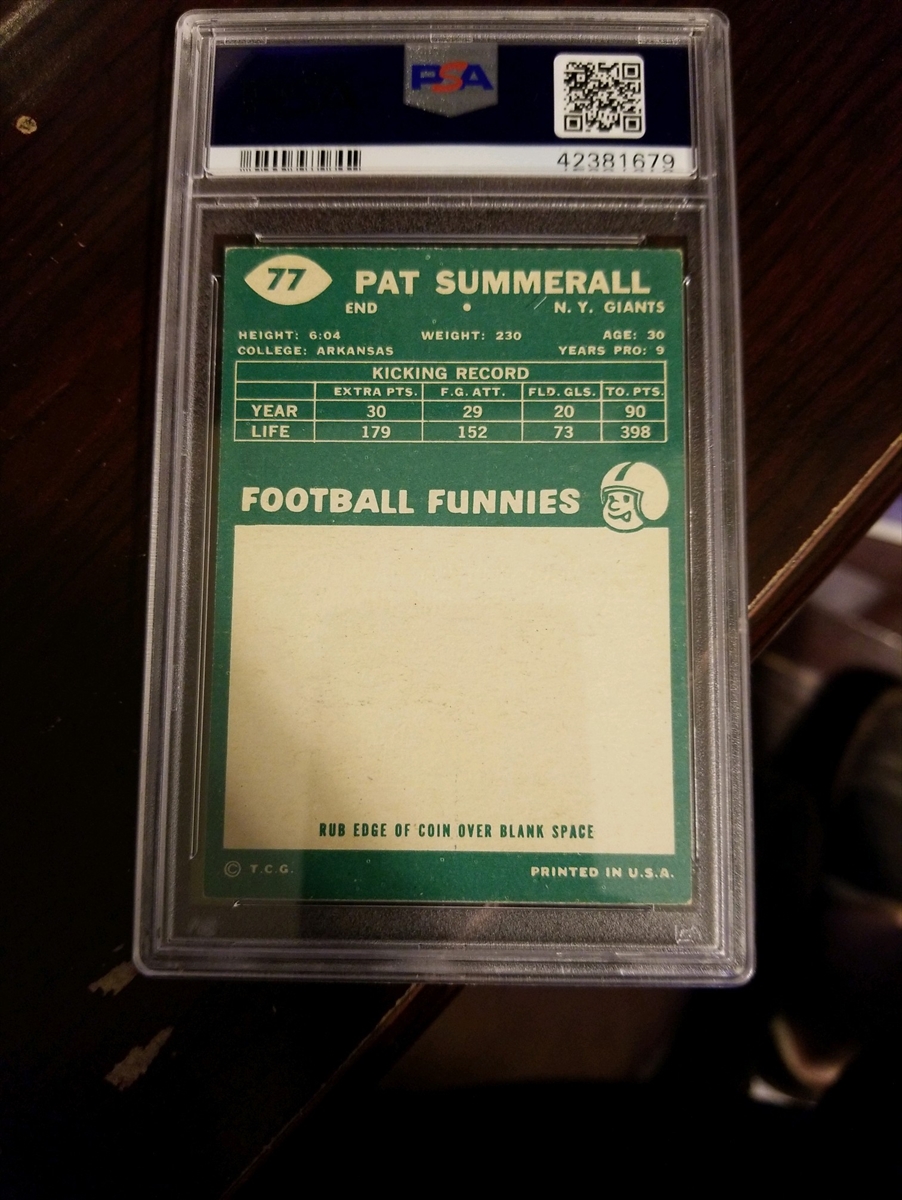 PSA
42381679
77 PAT SUMMERALL
END • N. Y. GIANTS
HEIGHT: 6:04 WEIGHT: 230 AGE: 30
COLLEGE: ARKANSAS YEARS PRO: 9
KICKING RECORD
EXTRA PTS. F.G. ATT. FLD. GLS. TO. PTS.
YEAR 30 29 20 90
LIFE 179 152 73 398
FOOTBALL FUNNIES
RUB EDGE OF COIN OVER BLANK SPACE
© T.C.G. PRINTED IN U.S.A.